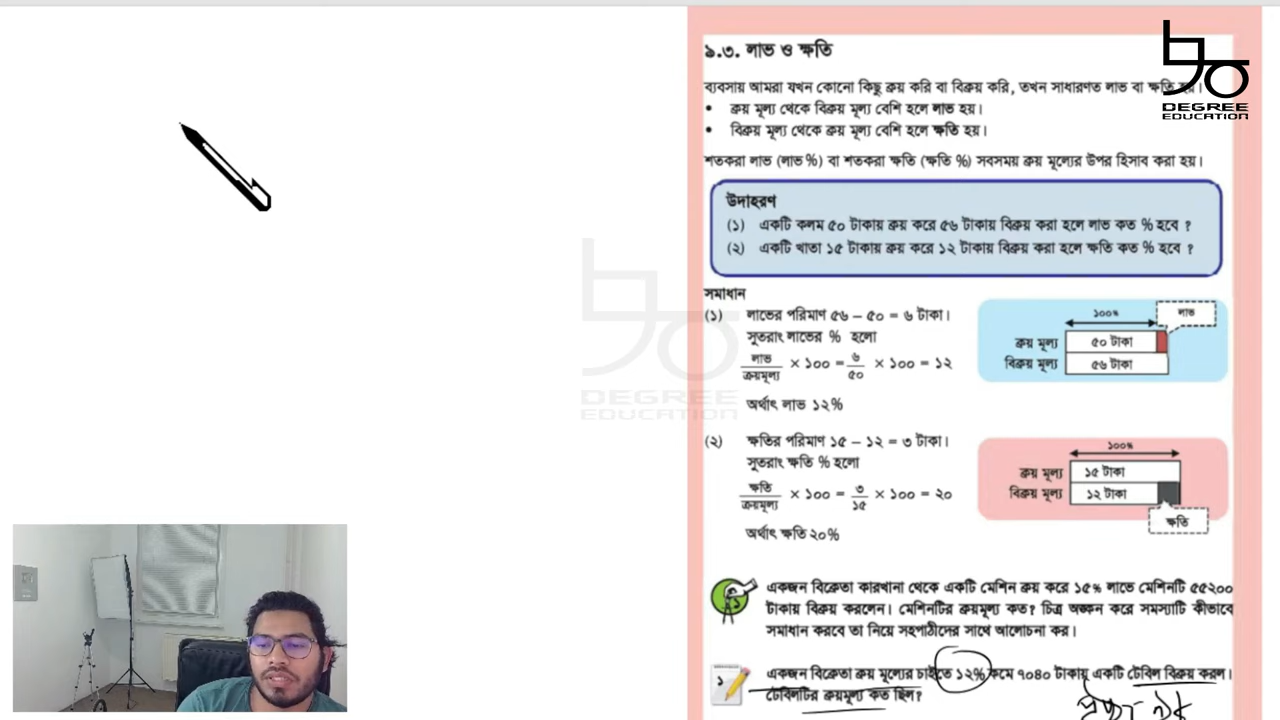 ৯.৩. লাভ ও ক্ষতি
DEGREE
EDUCATION
ব্যবসায় আমরা যখন কোনো কিছু ক্রয় করি বা বিক্রয় করি, তখন সাধারণত লাভ বা ক্ষতি হয়।
• ক্রয় মূল্য থেকে বিক্রয় মূল্য বেশি হলে লাভ হয়।
• বিক্রয় মূল্য থেকে ক্রয় মূল্য বেশি হলে ক্ষতি হয়।
শতকরা লাভ (লাভ %) বা শতকরা ক্ষতি (ক্ষতি %) সবসময় ক্রয় মূল্যের উপর হিসাব করা হয়।
উদাহরণ
(১) একটি কলম ৫০ টাকায় ক্রয় করে ৫৬ টাকায় বিক্রয় করা হলে লাভ কত % হবে ?
(২) একটি খাতা ১৫ টাকায় ক্রয় করে ১২ টাকায় বিক্রয় করা হলে ক্ষতি কত % হবে ?
সমাধান
(১) লাভের পরিমাণ ৫৬ – ৫০ = ৬ টাকা।
সুতরাং লাভের % হলো
লাভ/ক্রয়মূল্য × ১০০ = ৬/৫০ × ১০০ = ১২
অর্থাৎ লাভ ১২%
১০০%
লাভ
ক্রয় মূল্য ৫০ টাকা
বিক্রয় মূল্য ৫৬ টাকা
DEGREE
EDUCATION
(২) ক্ষতির পরিমাণ ১৫ – ১২ = ৩ টাকা।
সুতরাং ক্ষতি % হলো
ক্ষতি/ক্রয়মূল্য × ১০০ = ৩/১৫ × ১০০ = ২০
অর্থাৎ ক্ষতি ২০%
১০০%
ক্রয় মূল্য ১৫ টাকা
বিক্রয় মূল্য ১২ টাকা
ক্ষতি
১
একজন বিক্রেতা কারখানা থেকে একটি মেশিন ক্রয় করে ১৫% লাভে মেশিনটি ৫৫২০০
টাকায় বিক্রয় করলেন। মেশিনটির ক্রয়মূল্য কত? চিত্র অঙ্কন করে সমস্যাটি কীভাবে
সমাধান করবে তা নিয়ে সহপাঠীদের সাথে আলোচনা কর।
১
একজন বিক্রেতা ক্রয় মূল্যের চাইতে ১২% কমে ৭০৪০ টাকায় একটি টেবিল বিক্রয় করল।
টেবিলটির ক্রয়মূল্য কত ছিল?